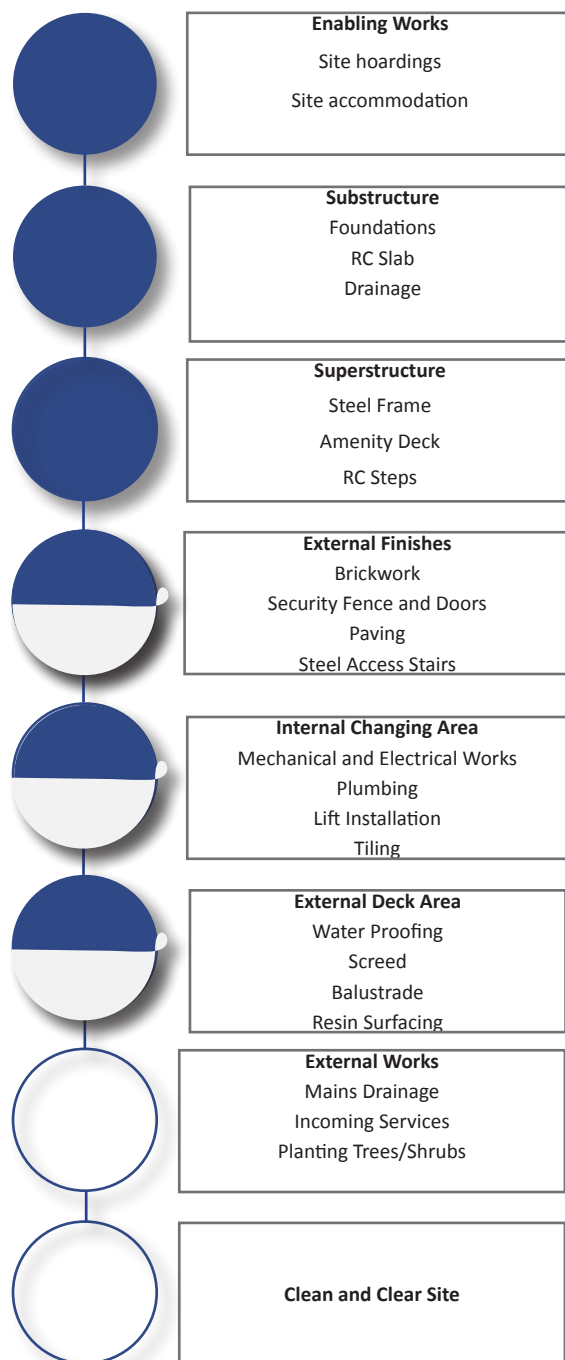 Enabling Works
Site hoardings
Site accommodation
Substructure
Foundations
RC Slab
Drainage
Superstructure
Steel Frame
Amenity Deck
RC Steps
External Finishes
Brickwork
Security Fence and Doors
Paving
Steel Access Stairs
Internal Changing Area
Mechanical and Electrical Works
Plumbing
Lift Installation
Tiling
External Deck Area
Water Proofing
Screed
Balustrade
Resin Surfacing
External Works
Mains Drainage
Incoming Services
Planting Trees/Shrubs
Clean and Clear Site